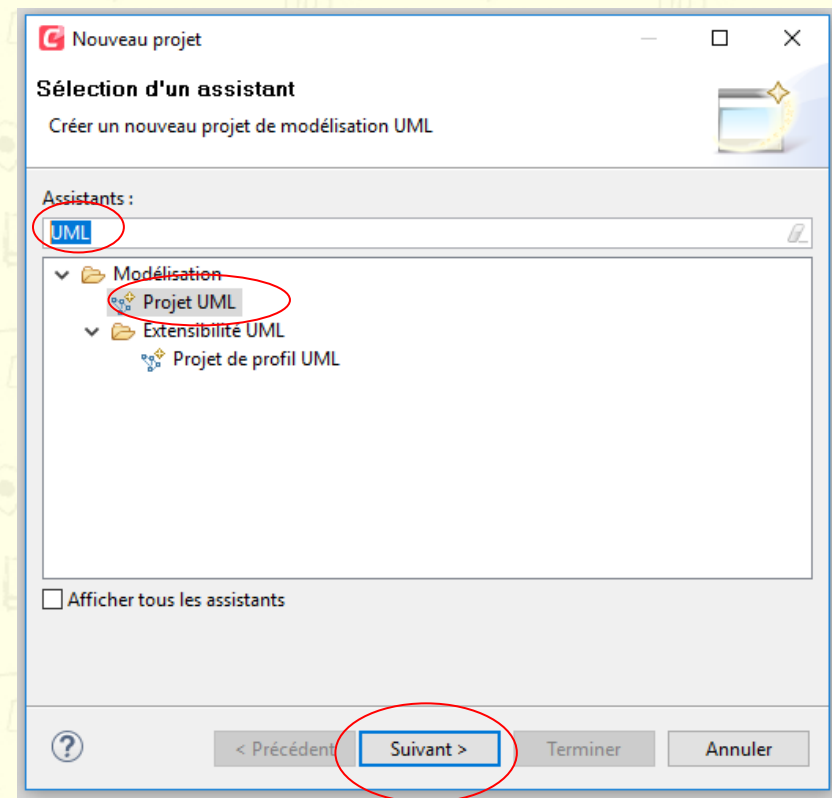 Nouveau projet
Sélection d'un assistant
Créer un nouveau projet de modélisation UML
Assistants :
UML
Modélisation
Projet UML
Extensibilité UML
Projet de profil UML
Afficher tous les assistants
< Précédent Suivant > Terminer Annuler